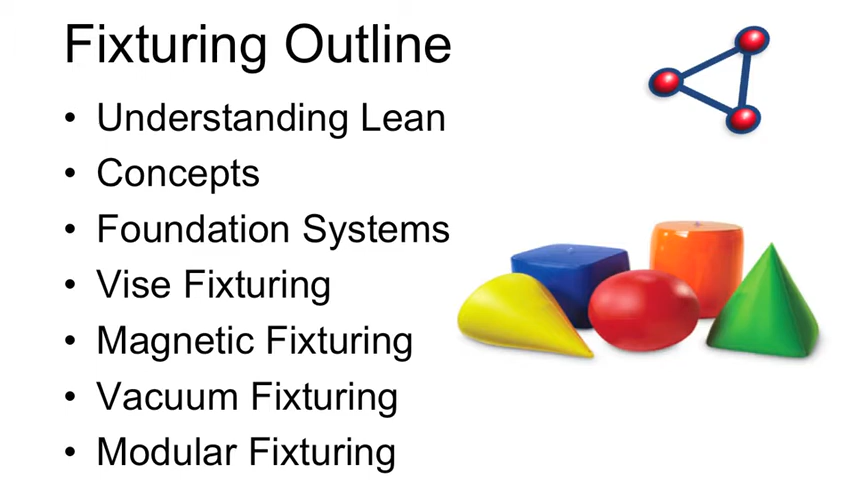 Fixturing Outline
• Understanding Lean
• Concepts
• Foundation Systems
• Vise Fixturing
• Magnetic Fixturing
• Vacuum Fixturing
• Modular Fixturing